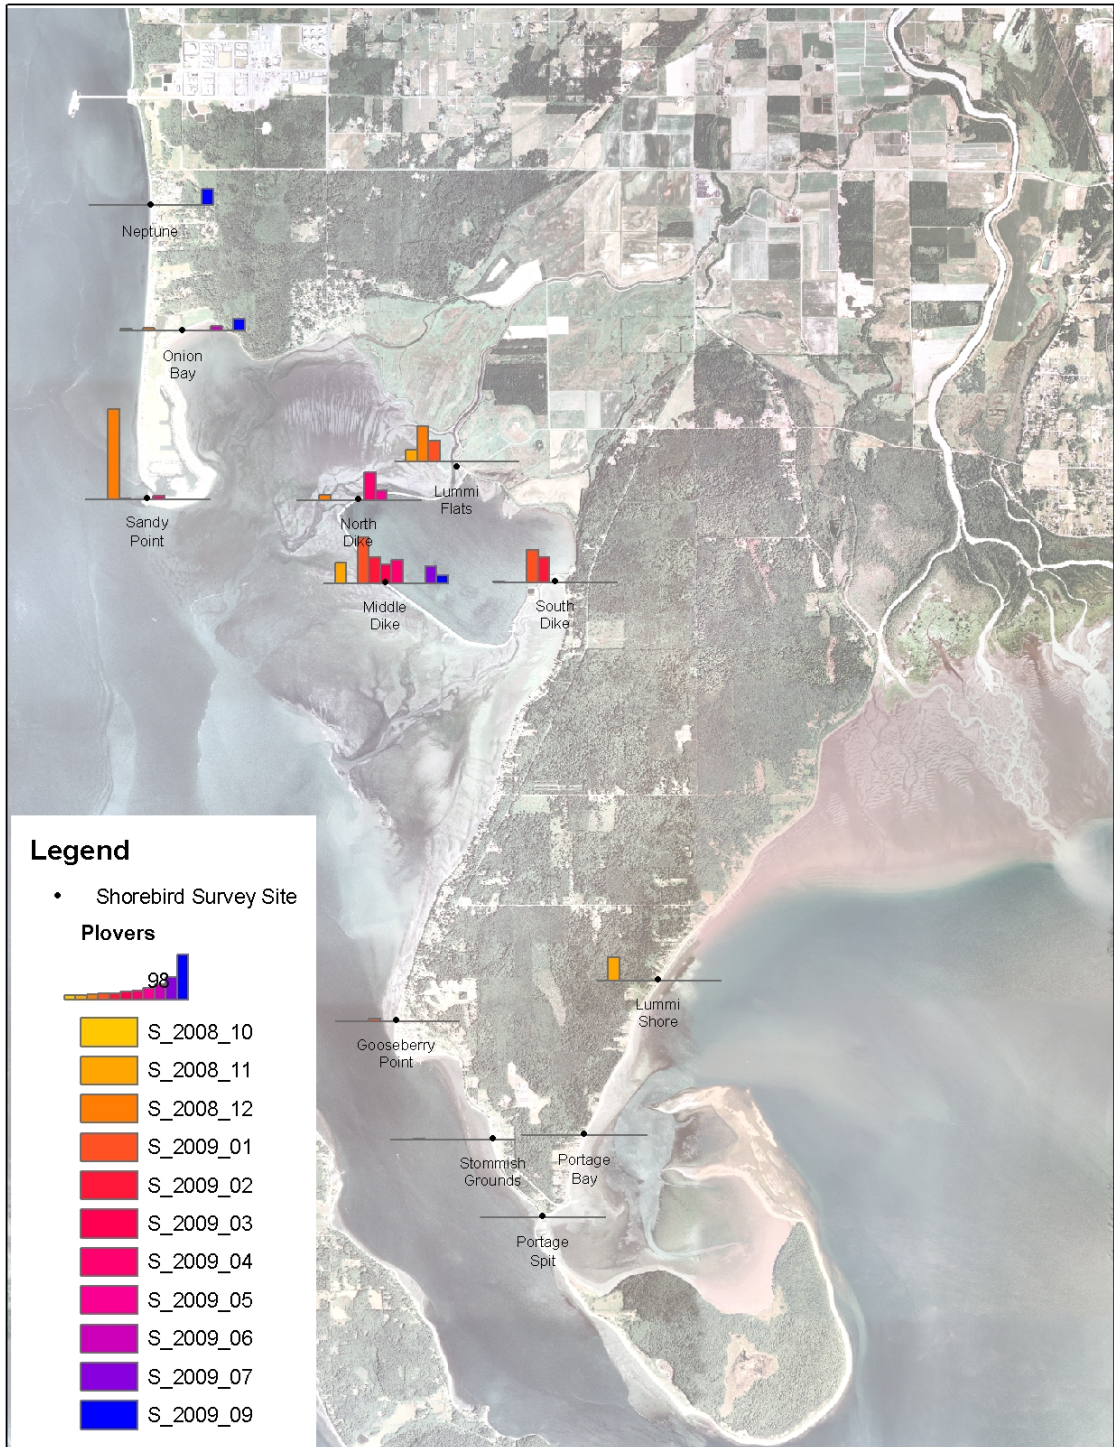 Neptune
Onion
Bay
Sandy
Point
Lummi
Flats
North
Dike
Middle
Dike
South
Dike
Legend
Shorebird Survey Site
Plovers
98
S_2008_10
S_2008_11
S_2008_12
S_2009_01
S_2009_02
S_2009_03
S_2009_04
S_2009_05
S_2009_06
S_2009_07
S_2009_09
Lummi
Shore
Gooseberry
Point
Stommish
Grounds
Portage
Bay
Portage
Spit